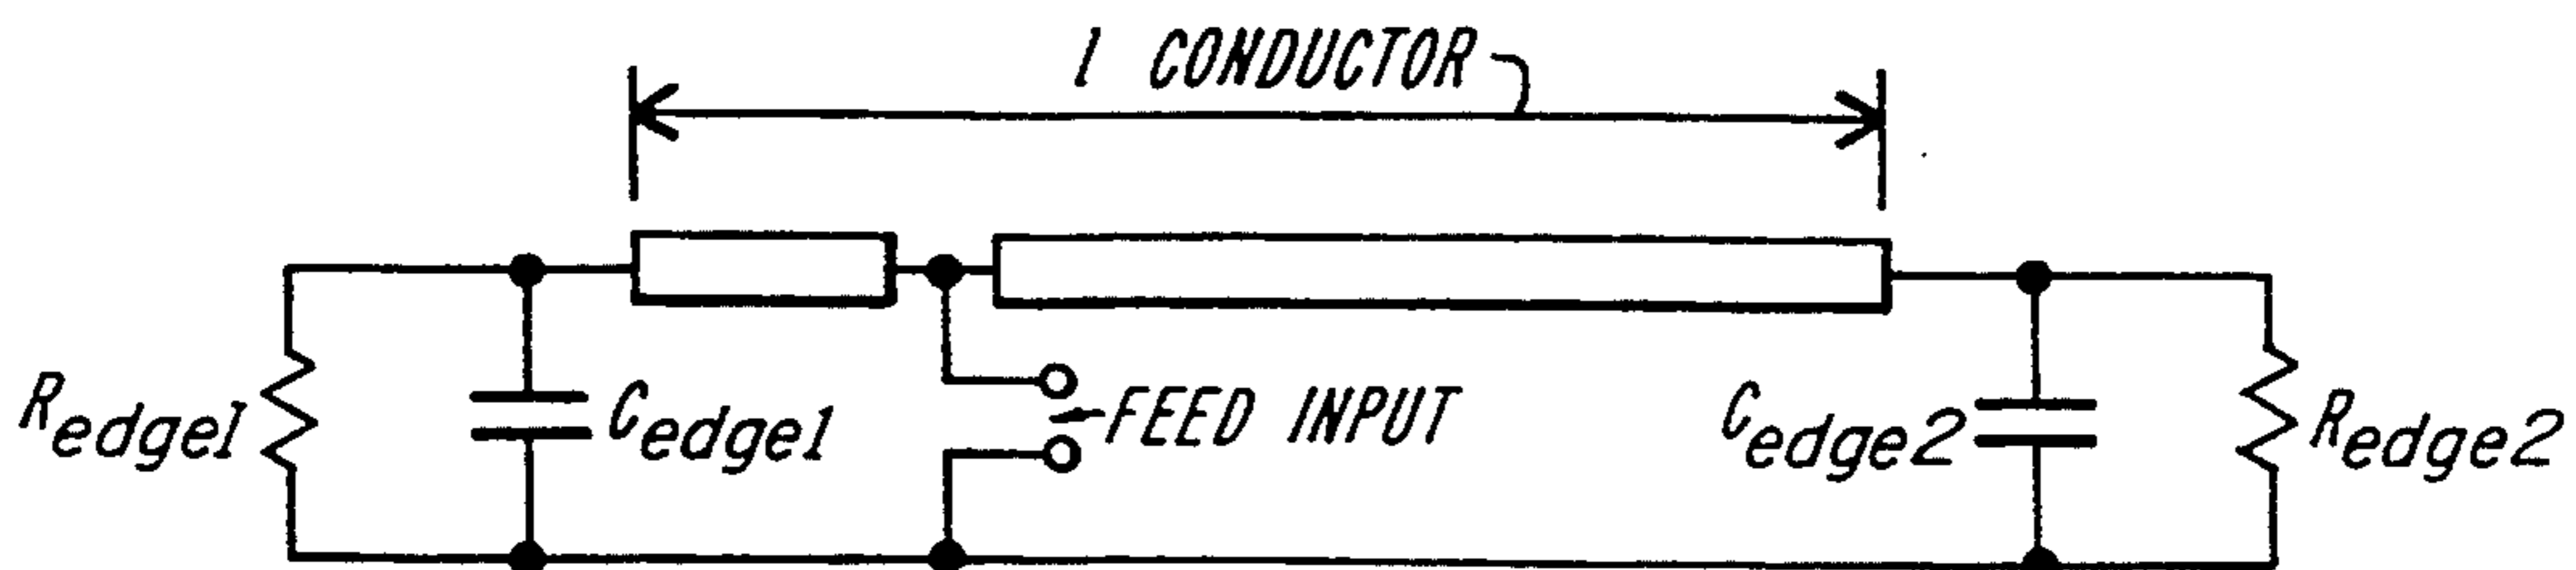 l CONDUCTOR
Redge1
Cedge1
FEED INPUT
Cedge2
Redge2